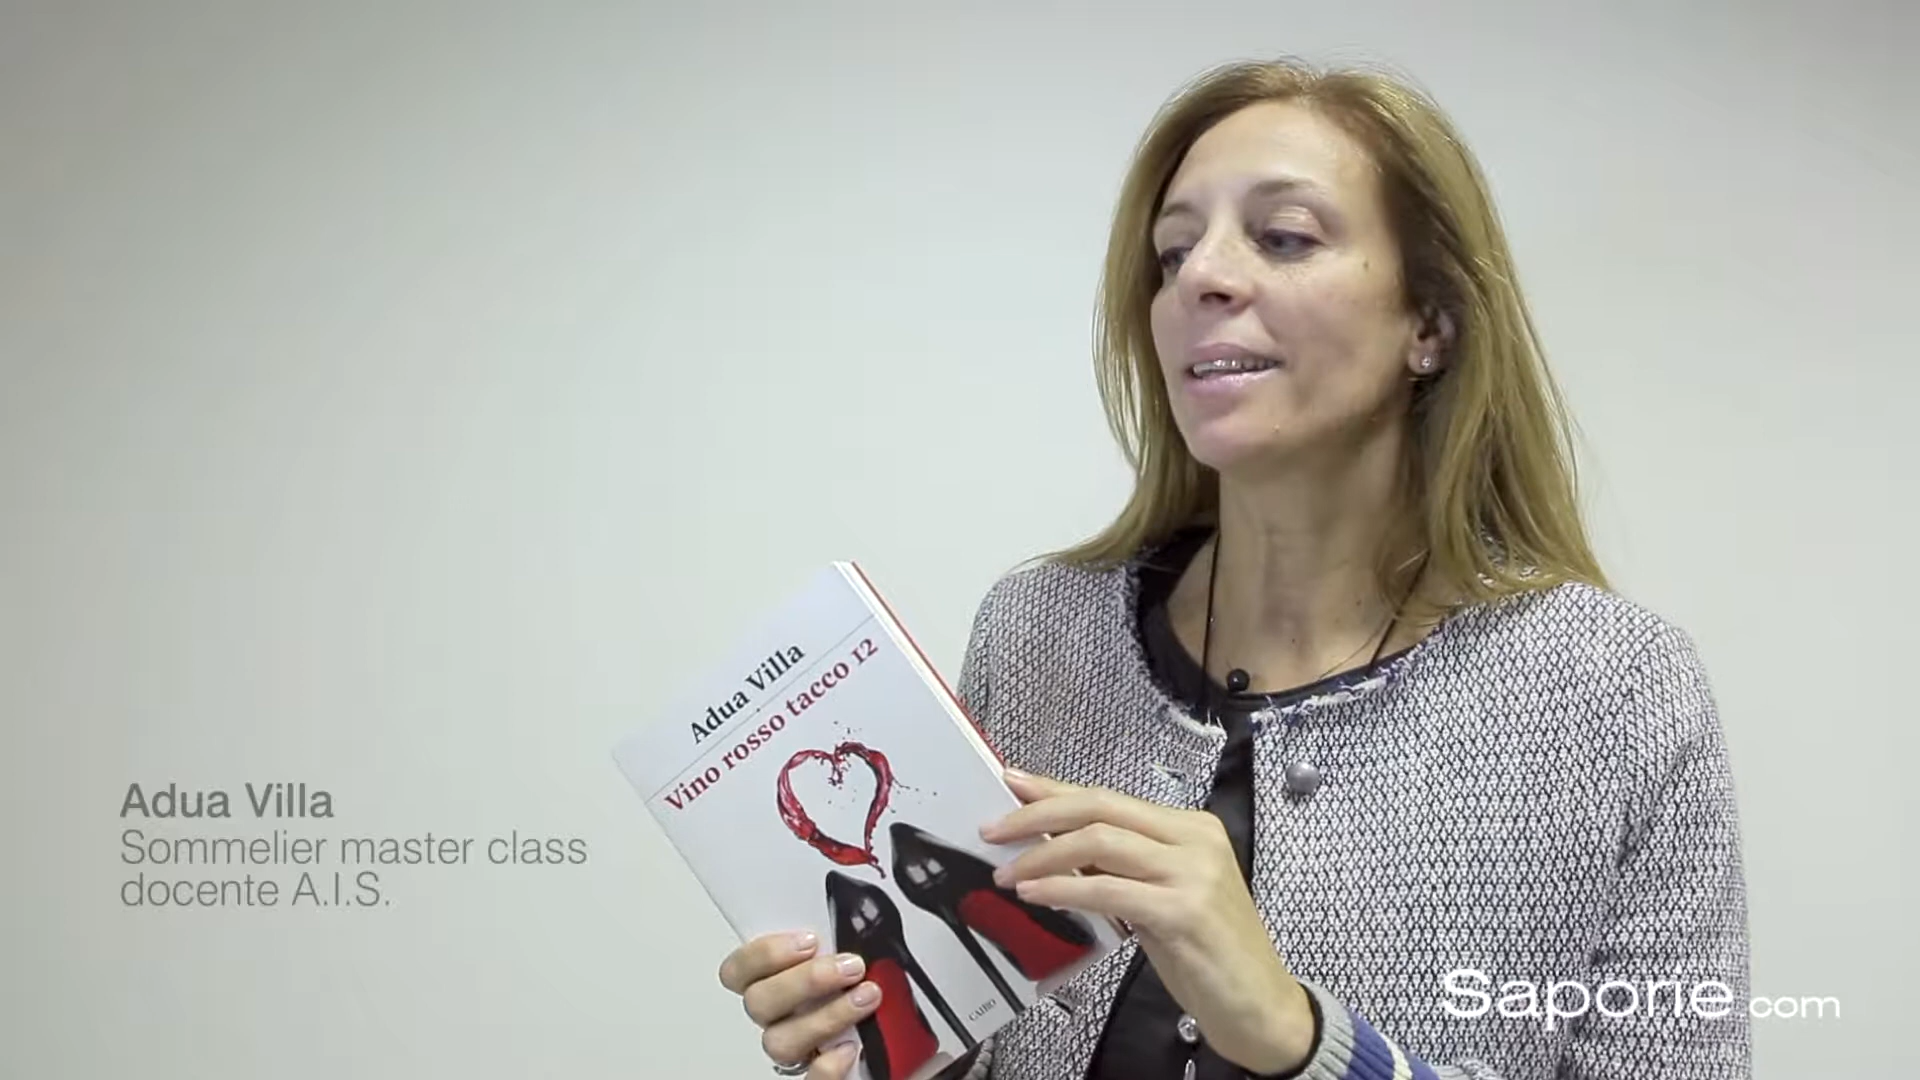 Adua Villa
Vino rosso tacco 12
CAIRO
Adua Villa
Sommelier master class
docente A.I.S.
Saporie.com